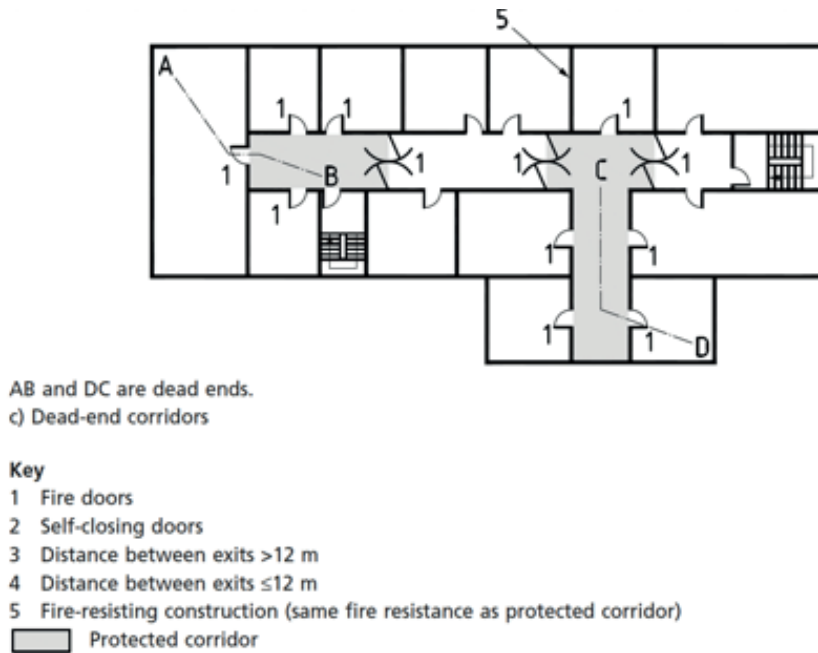 5
A
1
1
1
B
1
1
1
C
1
1
1
1
1
1
D
AB and DC are dead ends.
c) Dead-end corridors
Key
1 Fire doors
2 Self-closing doors
3 Distance between exits >12 m
4 Distance between exits ≤12 m
5 Fire-resisting construction (same fire resistance as protected corridor)
Protected corridor